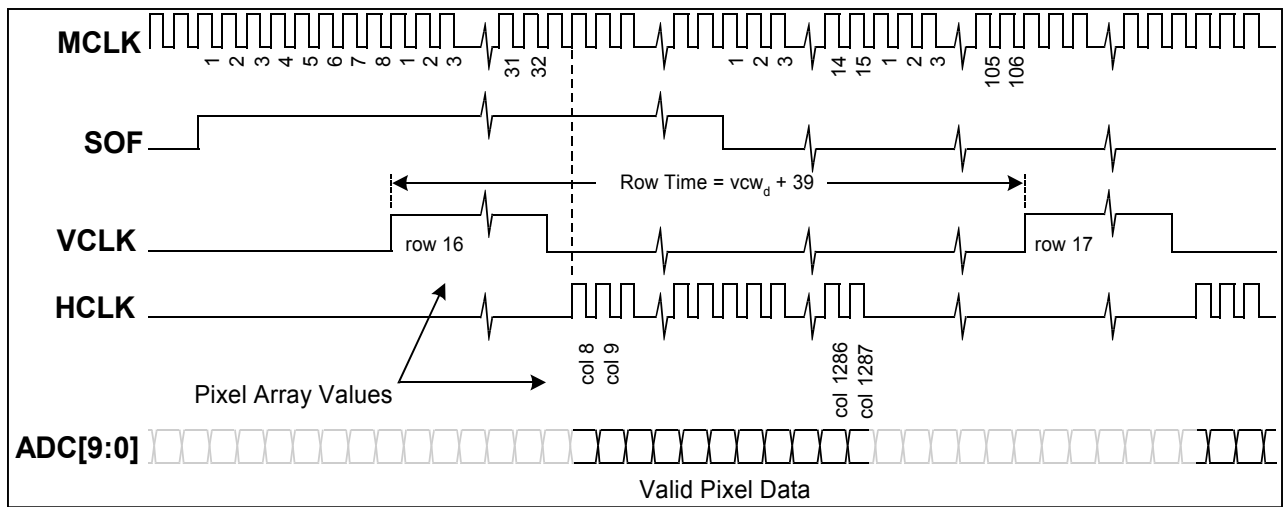 MCLK
1 2 3 4 5 6 7 8 1 2 3 31 32 1 2 3 14 15 1 2 3 105 106
SOF
Row Time = vcw_d + 39
VCLK
row 16
row 17
HCLK
col 8
col 9
col 1286
col 1287
Pixel Array Values
ADC[9:0]
Valid Pixel Data